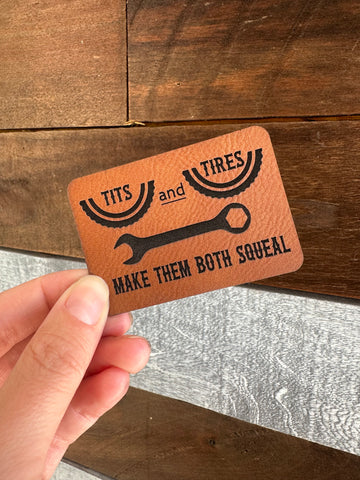 TITS and TIRES
MAKE THEM BOTH SQUEAL